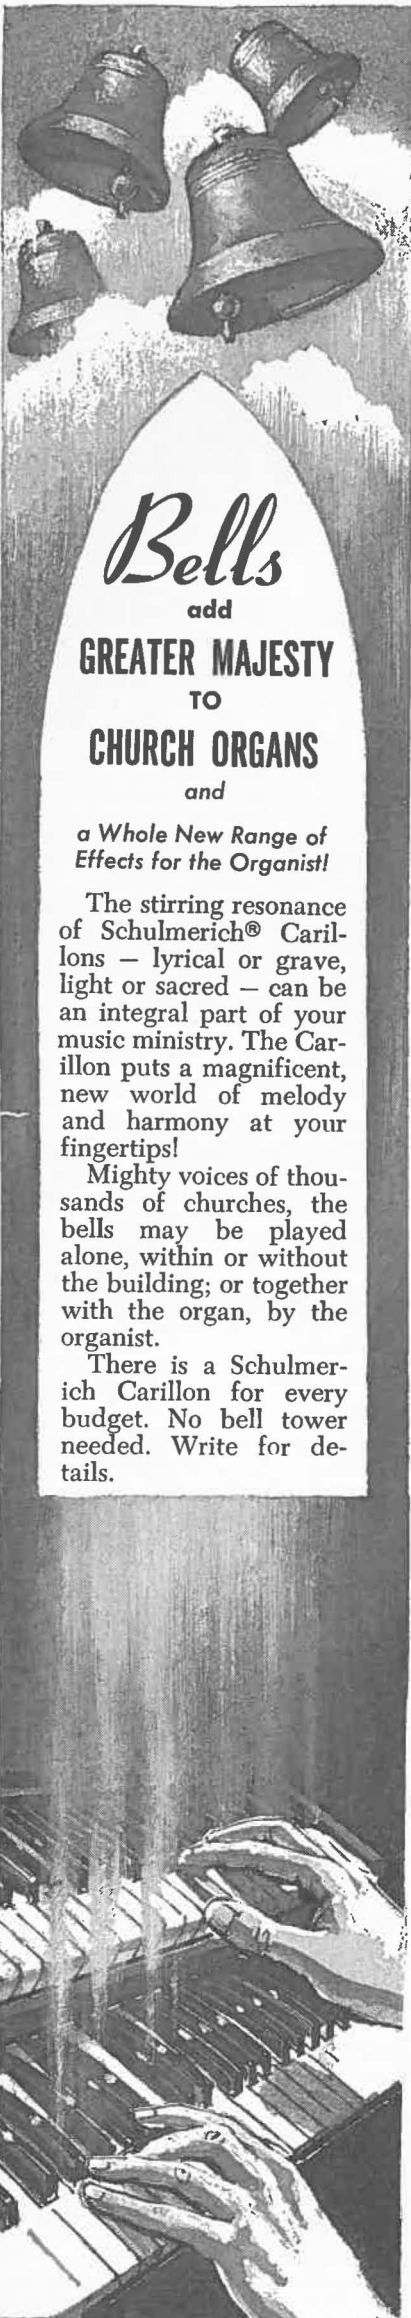 Bells
add
GREATER MAJESTY
TO
CHURCH ORGANS
and
a Whole New Range of
Effects for the Organist!
The stirring resonance
of Schulmerich® Caril-
lons — lyrical or grave,
light or sacred — can be
an integral part of your
music ministry. The Car-
illon puts a magnificent,
new world of melody
and harmony at your
fingertips!
Mighty voices of thou-
sands of churches, the
bells may be played
alone, within or without
the building; or together
with the organ, by the
organist.
There is a Schulmer-
ich Carillon for every
budget. No bell tower
needed. Write for de-
tails.